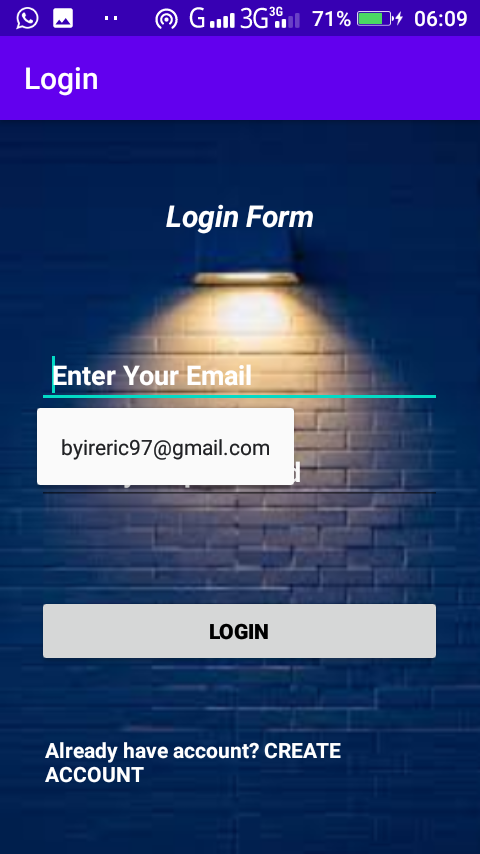 G 3G 3G 71% 06:09
Login
Login Form
Enter Your Email
byireric97@gmail.com
LOGIN
Already have account? CREATE
ACCOUNT